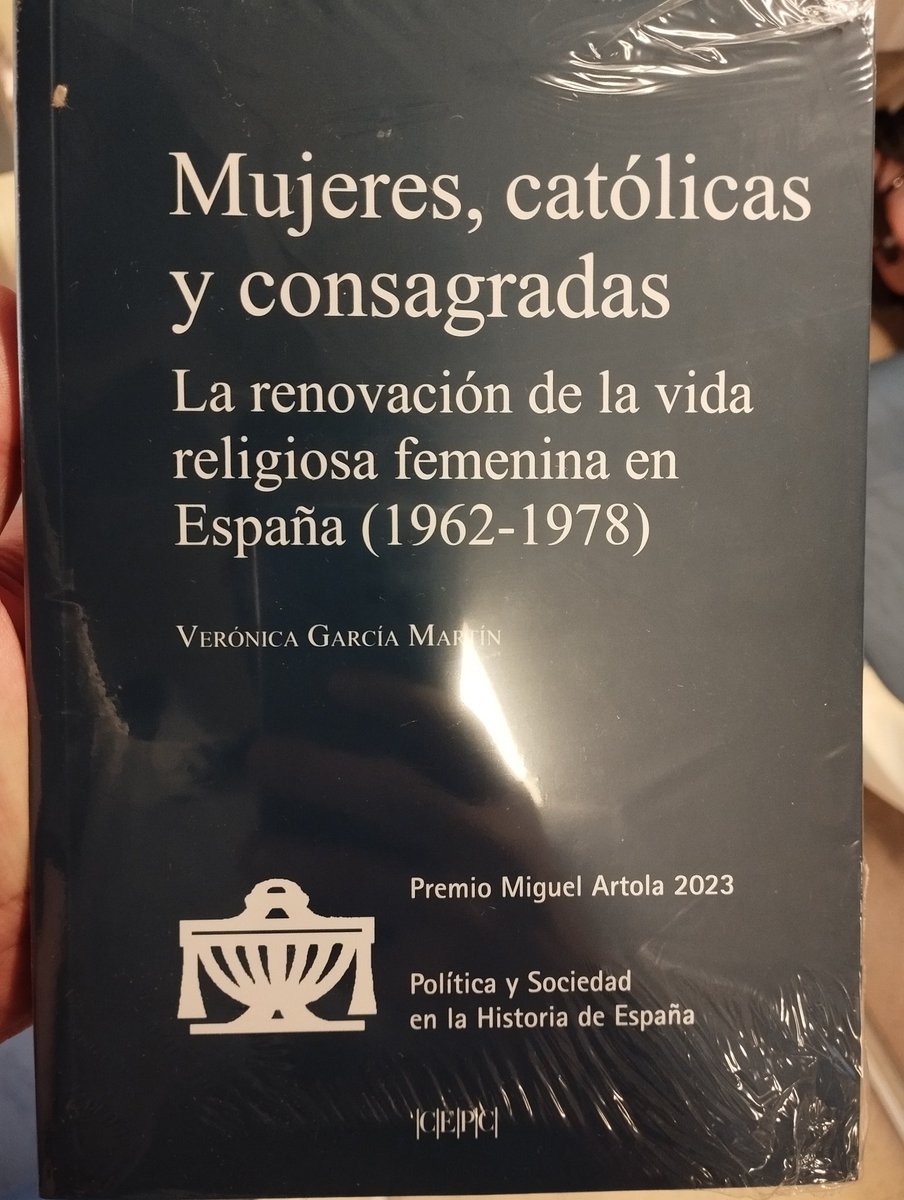 Mujeres, católicas
y consagradas
La renovación de la vida
religiosa femenina en
España (1962-1978)
VERÓNICA GARCÍA MARTÍN
Premio Miguel Artola 2023
Política y Sociedad
en la Historia de España
|C|E|P|C|